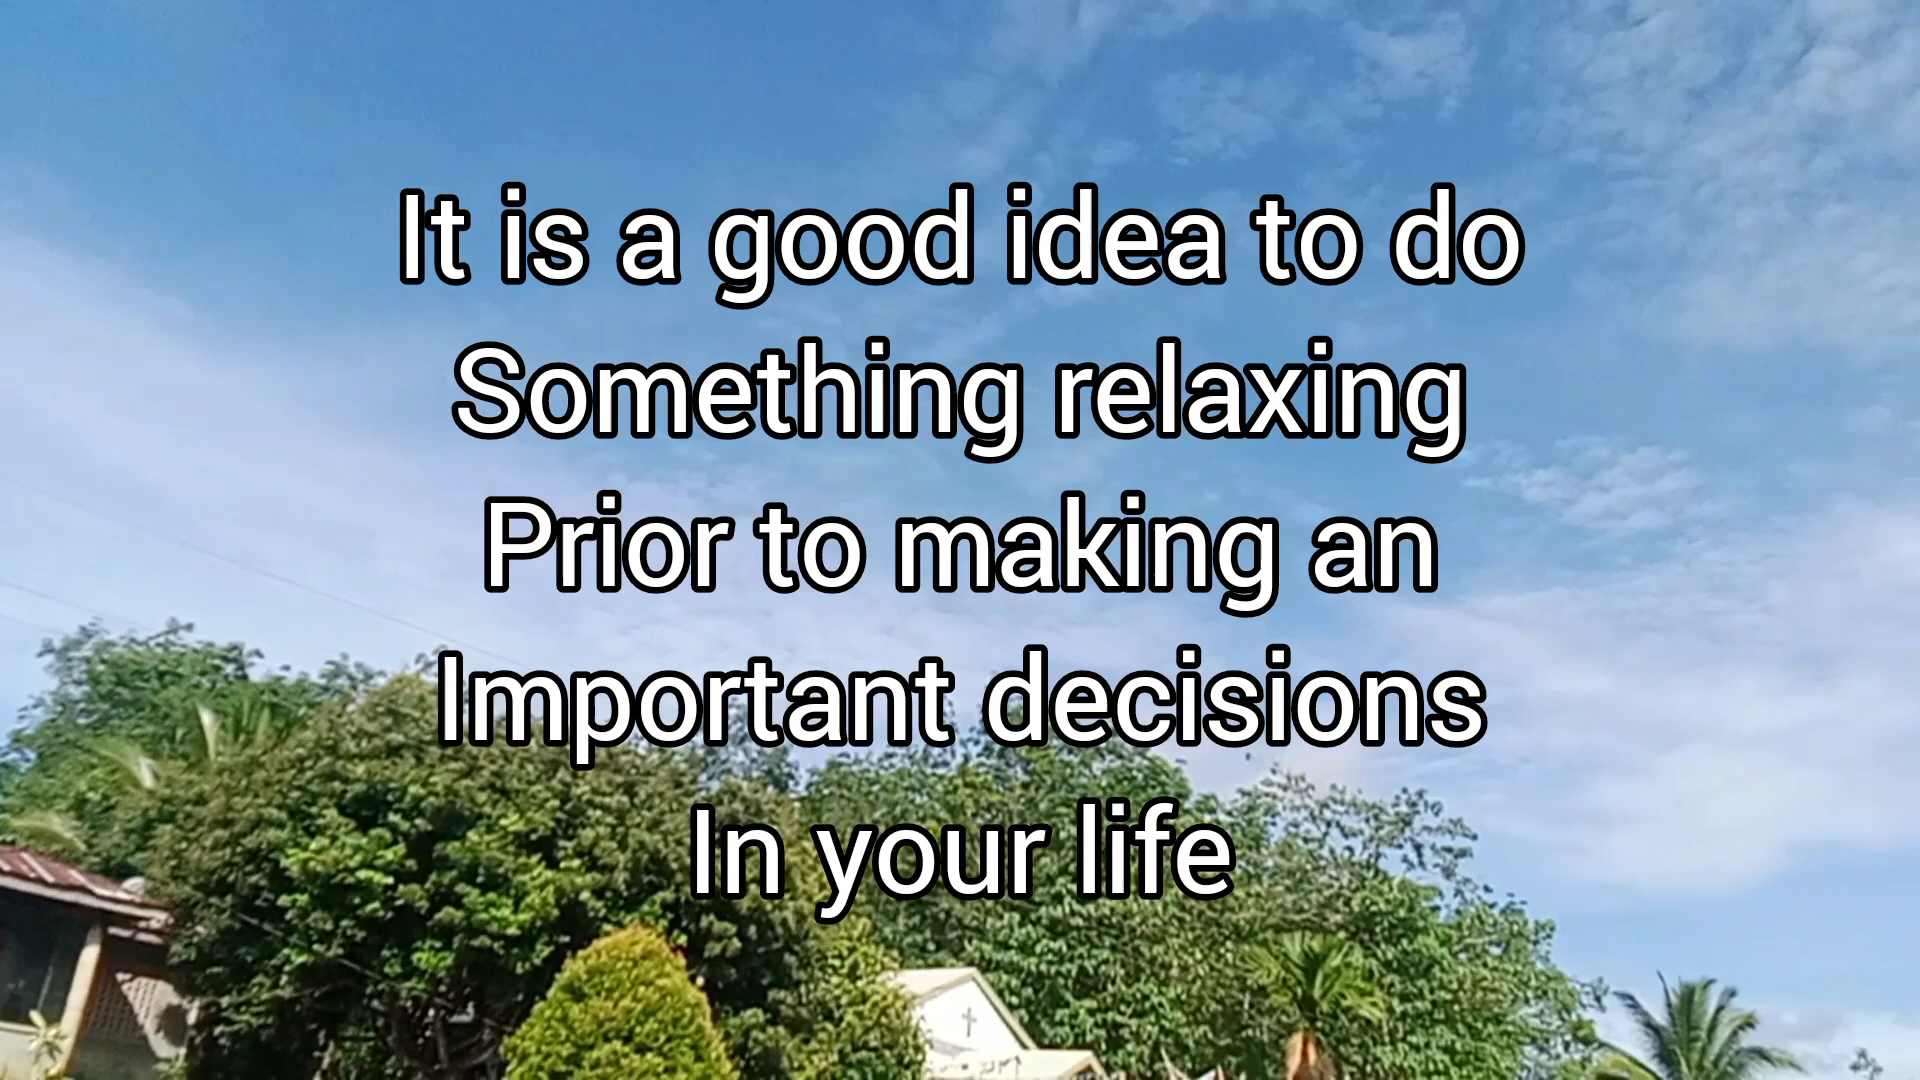 It is a good idea to do
Something relaxing
Prior to making an
Important decisions
In your life